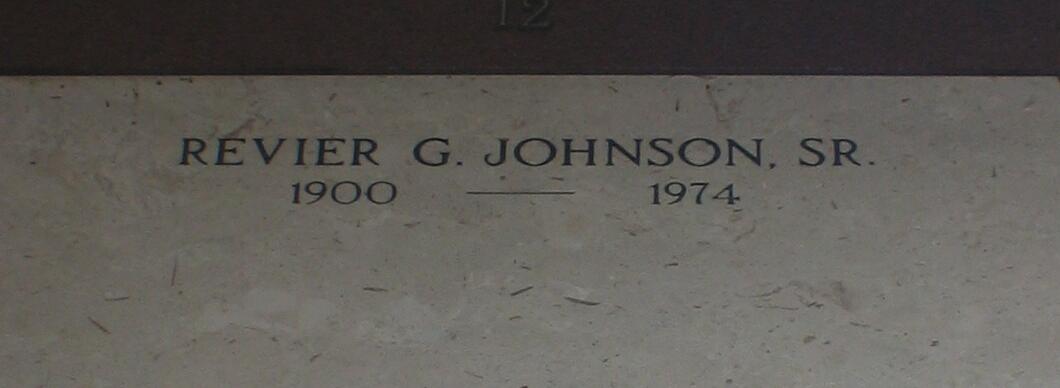 12
REVIER G. JOHNSON, SR.
1900 — 1974